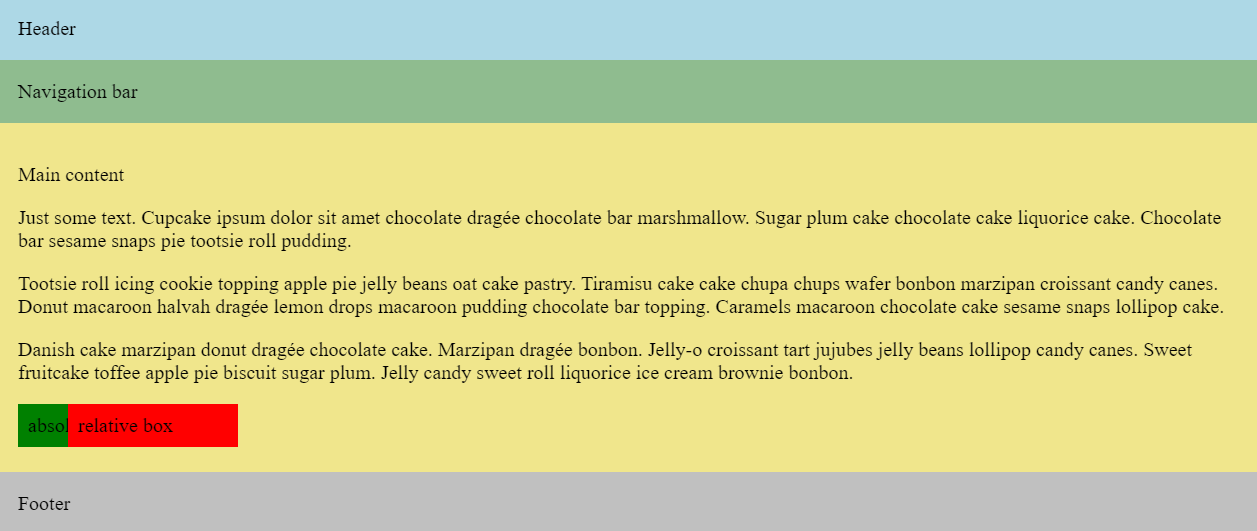 Header
Navigation bar
Main content
Just some text. Cupcake ipsum dolor sit amet chocolate dragée chocolate bar marshmallow. Sugar plum cake chocolate cake liquorice cake. Chocolate
bar sesame snaps pie tootsie roll pudding.
Tootsie roll icing cookie topping apple pie jelly beans oat cake pastry. Tiramisu cake cake chupa chups wafer bonbon marzipan croissant candy canes.
Donut macaroon halvah dragée lemon drops macaroon pudding chocolate bar topping. Caramels macaroon chocolate cake sesame snaps lollipop cake.
Danish cake marzipan donut dragée chocolate cake. Marzipan dragée bonbon. Jelly-o croissant tart jujubes jelly beans lollipop candy canes. Sweet
fruitcake toffee apple pie biscuit sugar plum. Jelly candy sweet roll liquorice ice cream brownie bonbon.
absol relative box
Footer